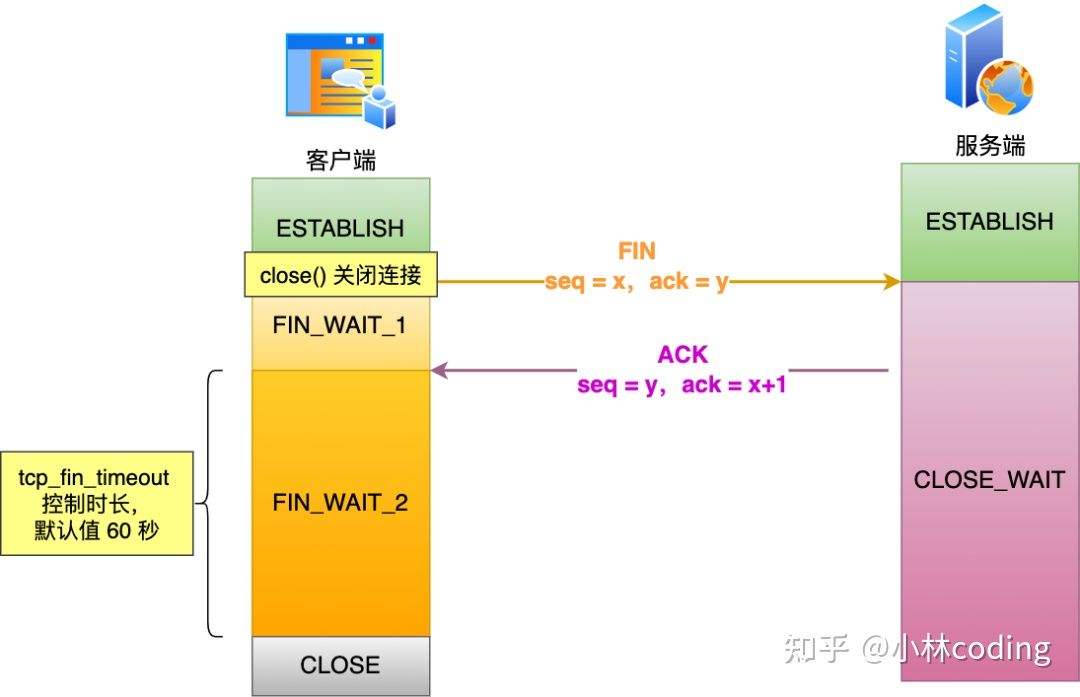 客户端
服务端
ESTABLISH
ESTABLISH
close() 关闭连接
FIN
seq = x, ack = y
FIN_WAIT_1
ACK
seq = y, ack = x+1
tcp_fin_timeout
控制时长,
默认值 60 秒
FIN_WAIT_2
CLOSE_WAIT
CLOSE
知乎 @小林coding